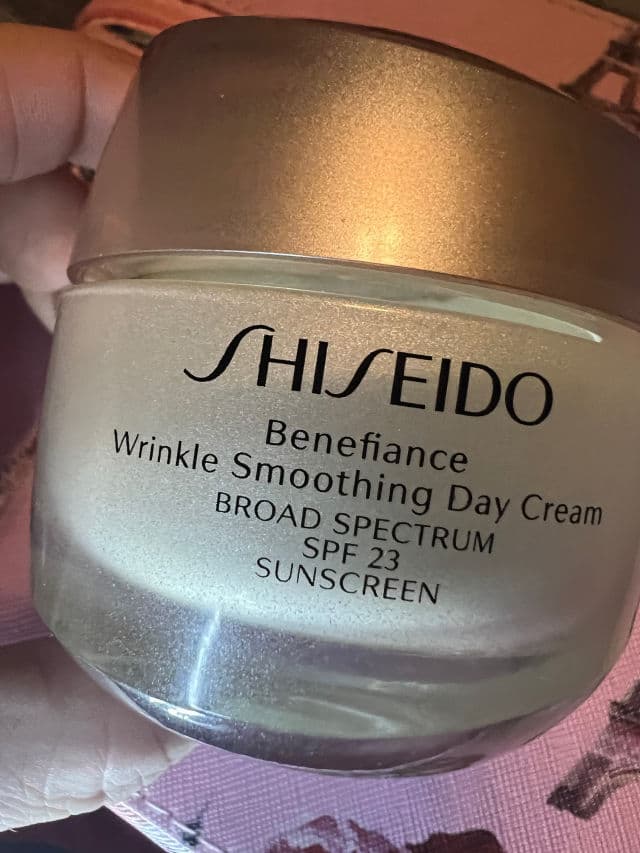 SHISEIDO
Benefiance
Wrinkle Smoothing Day Cream
BROAD SPECTRUM
SPF 23
SUNSCREEN